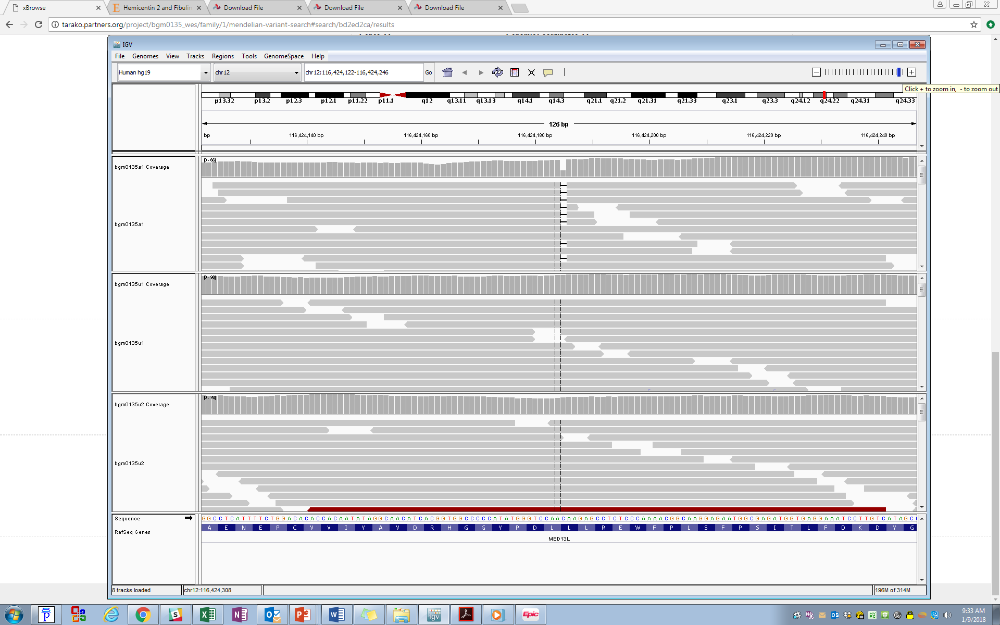 xBrowse
Hemicentin 2 and Fibulin
Download File
Download File
Download File
tarako.partners.org/project/bgm0135_wes/family/1/mendelian-variant-search#search/bd2ed2ca/results
IGV
File Genomes View Tracks Regions Tools GenomeSpace Help
Human hg19
chr12
chr12:116,424,122-116,424,246
Go
Click + to zoom in, - to zoom out
p13.32 p13.2 p12.3 p12.1 p11.22 p11.1 q12 q13.11 q13.13 q14.1 q14.3 q21.1 q21.2 q21.31 q21.33 q23.1 q23.3 q24.12 q24.22 q24.31 q24.33
126 bp
bp 116,424,140 bp 116,424,160 bp 116,424,180 bp 116,424,200 bp 116,424,220 bp 116,424,240 bp
[0 - 66]
bgm0135a1 Coverage
bgm0135a1
[0 - 98]
bgm0135u1 Coverage
bgm0135u1
[0 - 76]
bgm0135u2 Coverage
bgm0135u2
Sequence
GGCCTCATTTTCTGGACACACCACAATATAGGCAACATCACGGTGGCCCCCATATGGGTCCAACAAGAGCCTCTCCCAAAACGGCAAGGAGAATGGCGAGATGGTGAGGAAATCCTTGTCATAGC
RefSeq Genes
A E N E P C V V I Y A V D R H G G Y P D L L L R E W F P L S F P S I T L F D K D Y G
MED13L
8 tracks loaded
chr12:116,424,308
196M of 314M
Epic
9:33 AM
1/9/2018